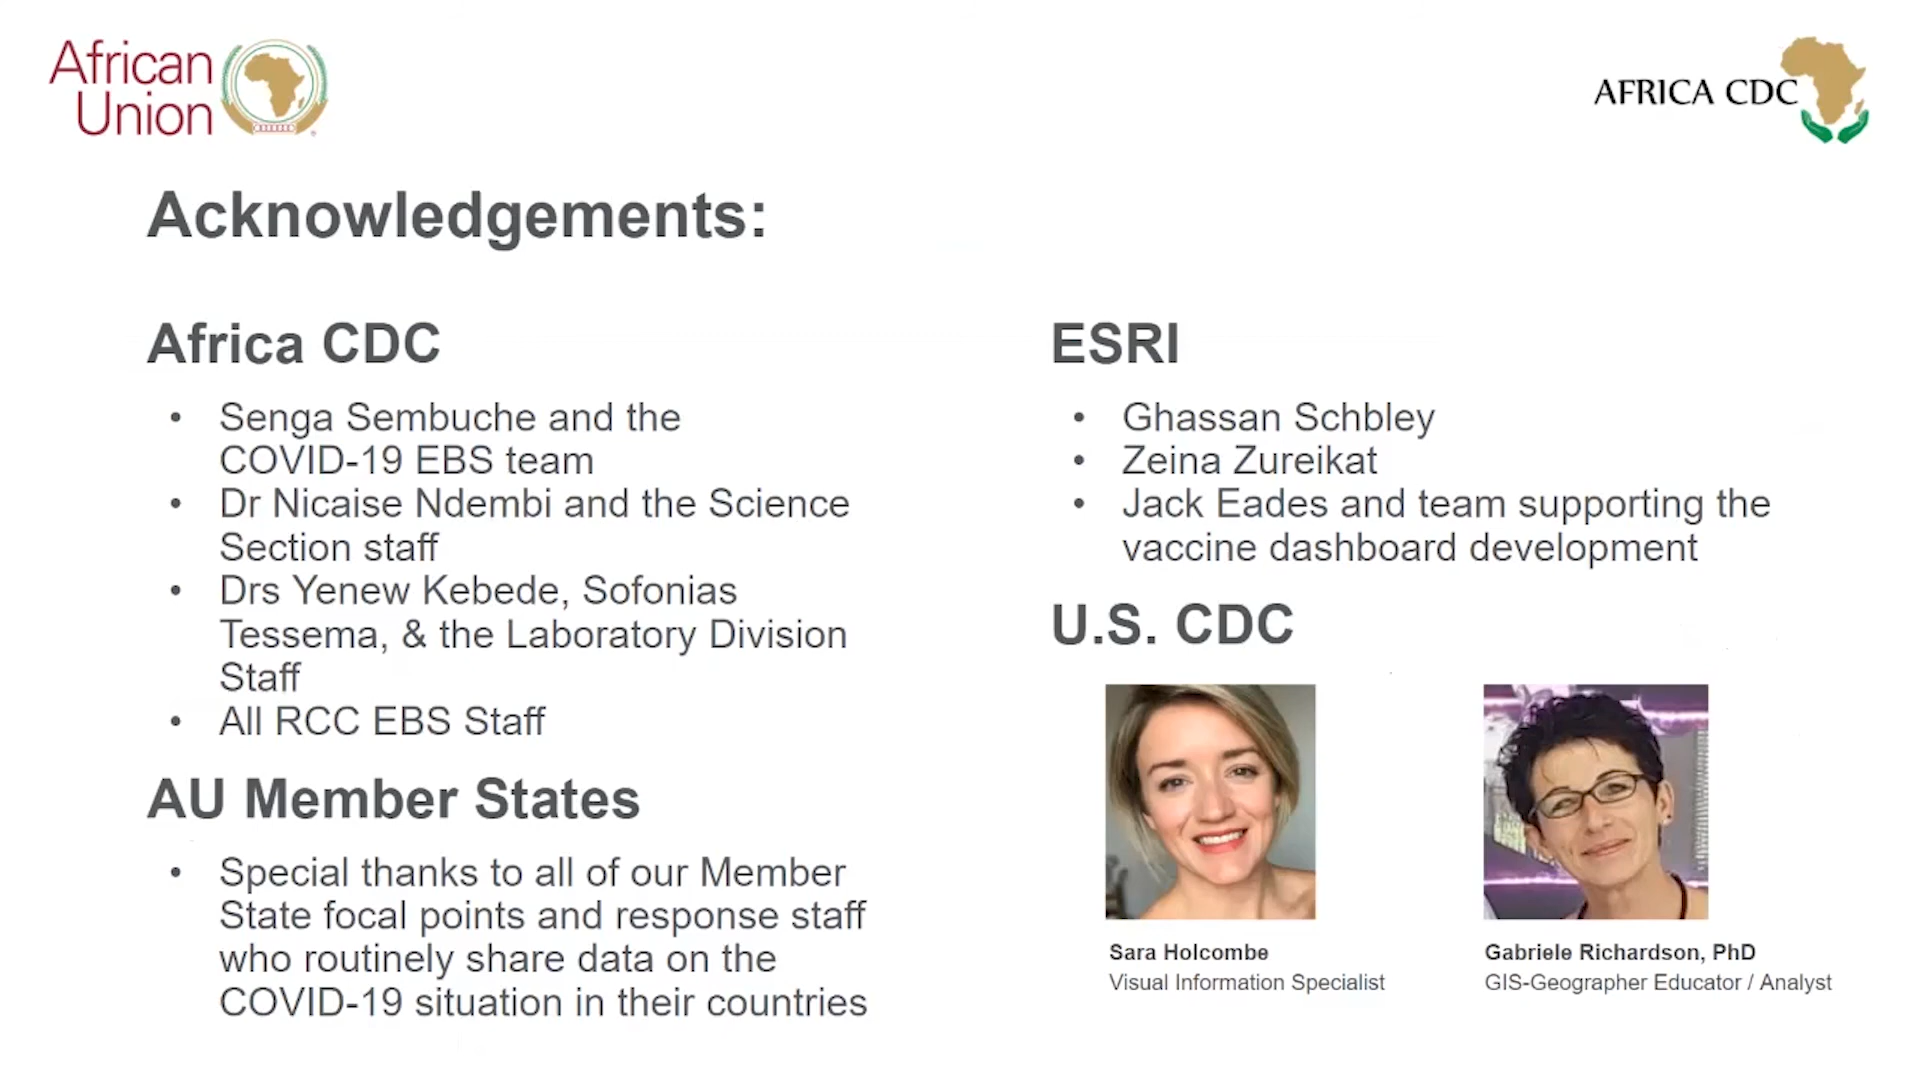 African
Union
AFRICA CDC
Acknowledgements:
Africa CDC
• Senga Sembuche and the
COVID-19 EBS team
• Dr Nicaise Ndembi and the Science
Section staff
• Drs Yenew Kebede, Sofonias
Tessema, & the Laboratory Division
Staff
• All RCC EBS Staff
AU Member States
• Special thanks to all of our Member
State focal points and response staff
who routinely share data on the
COVID-19 situation in their countries
ESRI
• Ghassan Schbley
• Zeina Zureikat
• Jack Eades and team supporting the
vaccine dashboard development
U.S. CDC
Sara Holcombe
Visual Information Specialist
Gabriele Richardson, PhD
GIS-Geographer Educator / Analyst